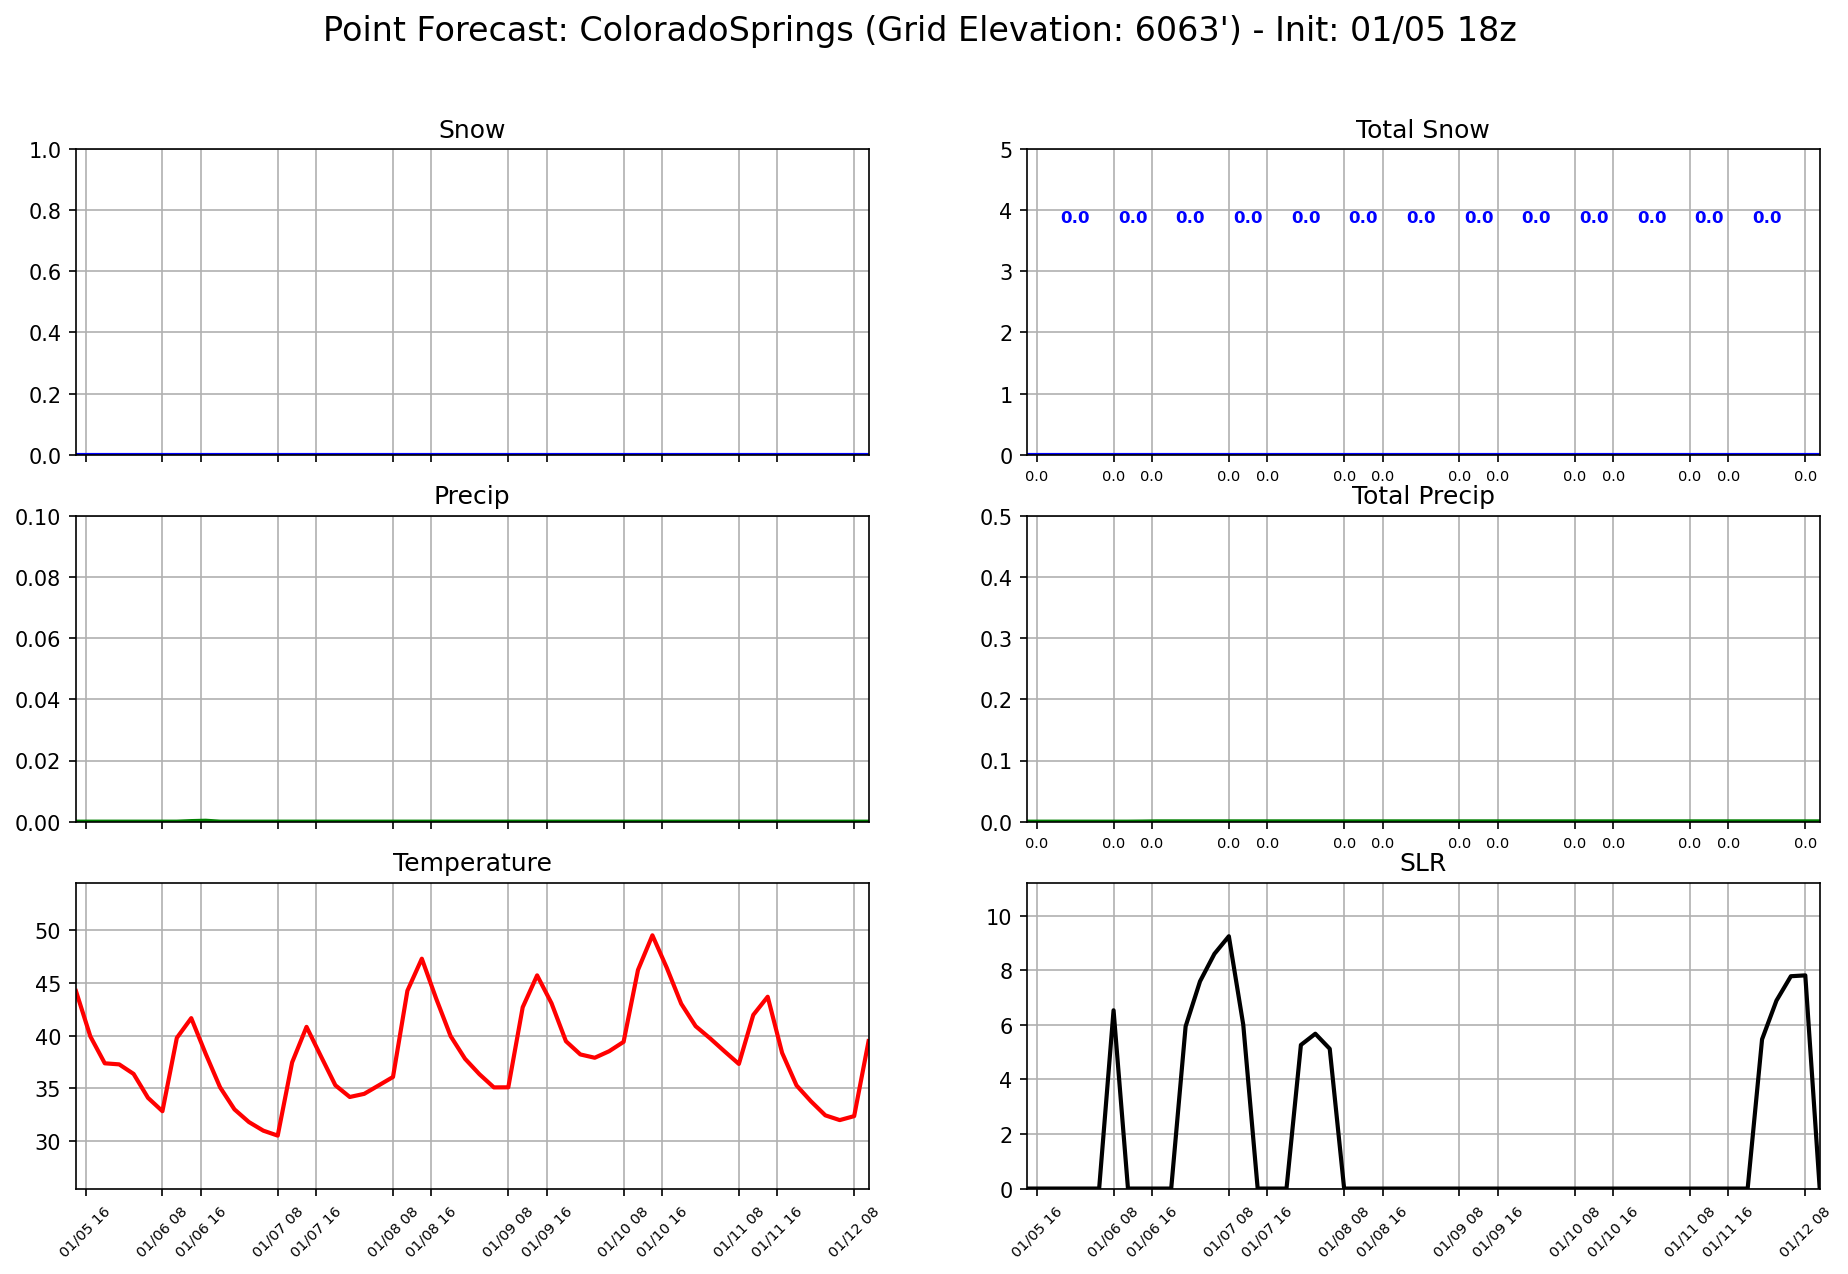 Point Forecast: ColoradoSprings (Grid Elevation: 6063') - Init: 01/05 18z
Snow
1.0
0.8
0.6
0.4
0.2
0.0
Total Snow
5
4
3
2
1
0
0.0 0.0 0.0 0.0 0.0 0.0 0.0 0.0 0.0 0.0 0.0 0.0 0.0
0.0 0.0 0.0 0.0 0.0 0.0 0.0 0.0 0.0 0.0 0.0 0.0 0.0 0.0
Precip
0.10
0.08
0.06
0.04
0.02
0.00
Total Precip
0.5
0.4
0.3
0.2
0.1
0.0
0.0 0.0 0.0 0.0 0.0 0.0 0.0 0.0 0.0 0.0 0.0 0.0 0.0 0.0
Temperature
50
45
40
35
30
01/05 16 01/06 08 01/06 16 01/07 08 01/07 16 01/08 08 01/08 16 01/09 08 01/09 16 01/10 08 01/10 16 01/11 08 01/11 16 01/12 08
SLR
10
8
6
4
2
0
01/05 16 01/06 08 01/06 16 01/07 08 01/07 16 01/08 08 01/08 16 01/09 08 01/09 16 01/10 08 01/10 16 01/11 08 01/11 16 01/12 08